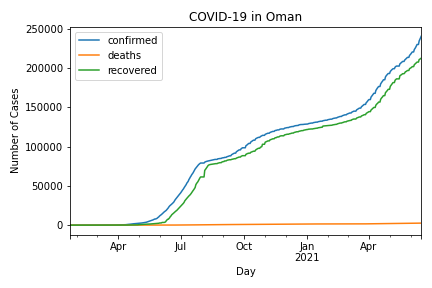 COVID-19 in Oman
confirmed
deaths
recovered
Number of Cases
250000
200000
150000
100000
50000
0
Apr
Jul
Oct
Jan
2021
Apr
Day